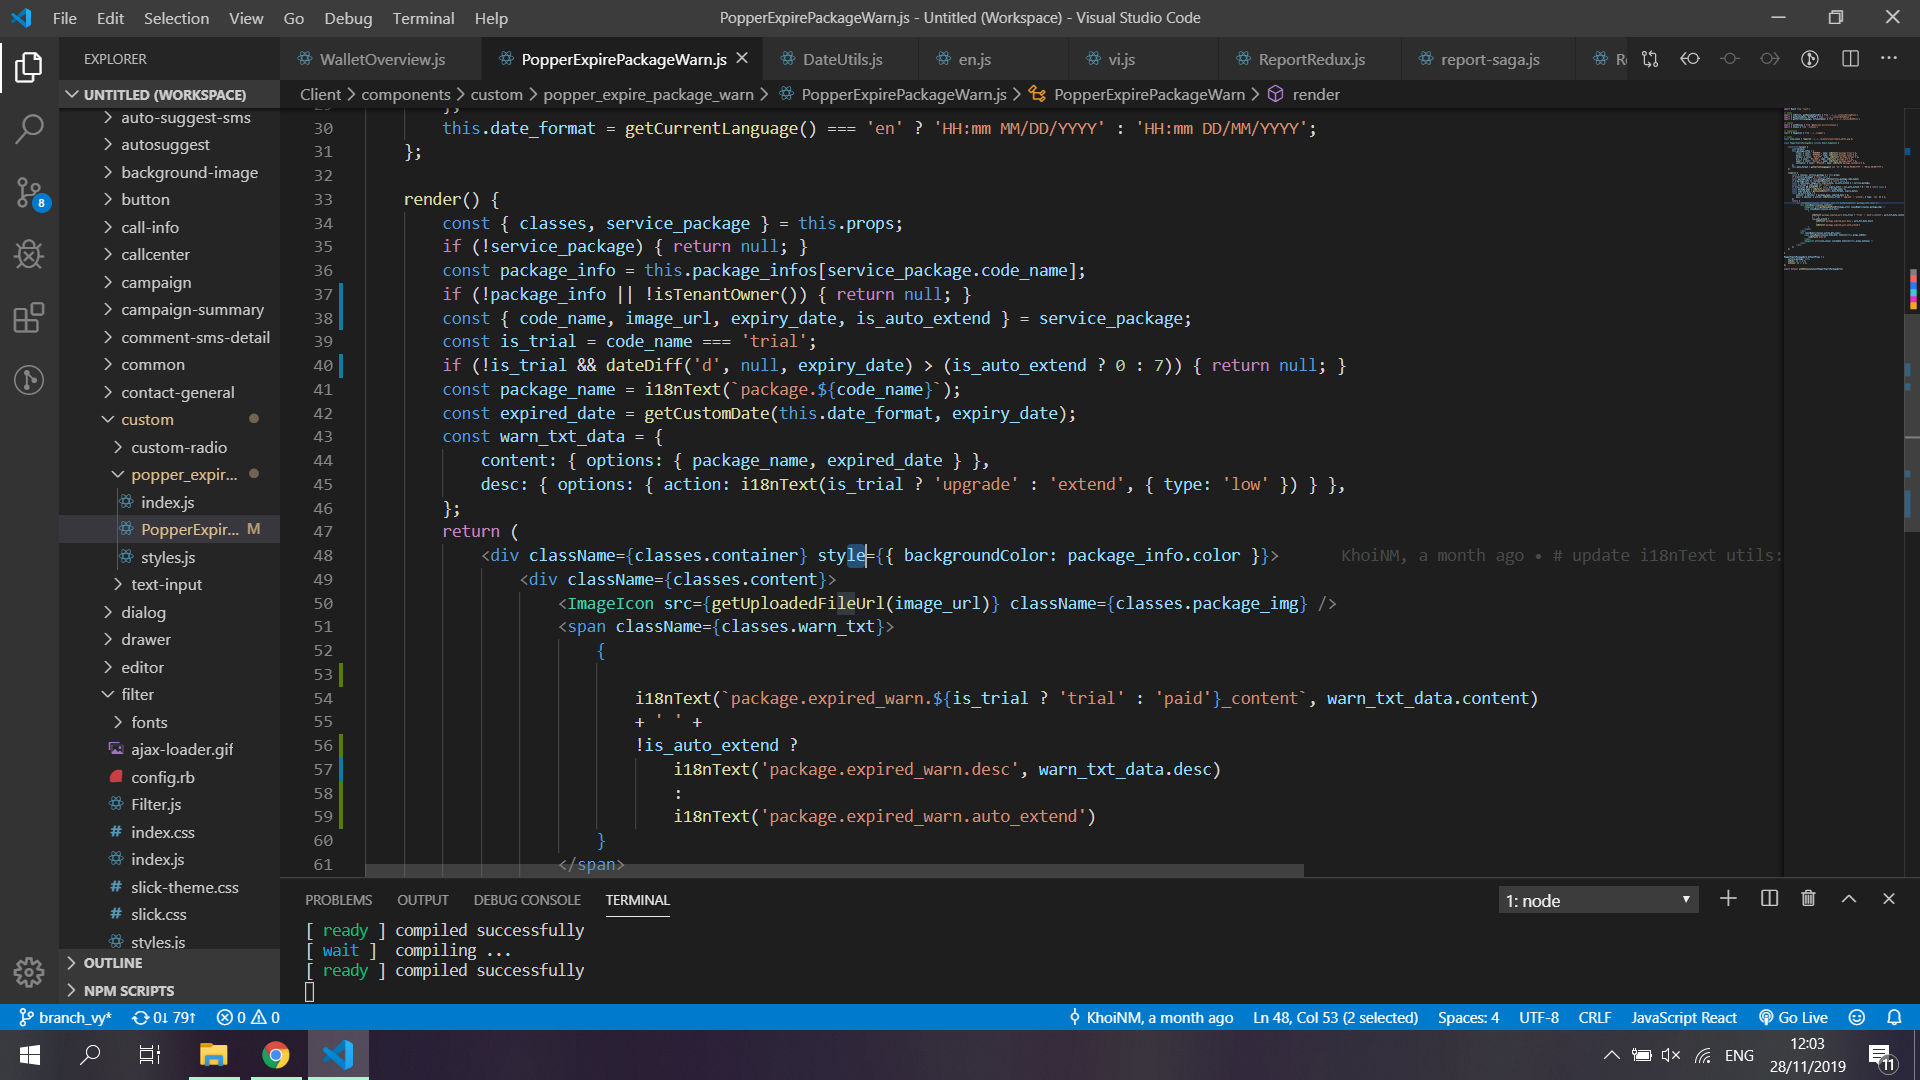 File Edit Selection View Go Debug Terminal Help
PopperExpirePackageWarn.js - Untitled (Workspace) - Visual Studio Code
EXPLORER
WalletOverview.js
PopperExpirePackageWarn.js
DateUtils.js
en.js
vi.js
ReportRedux.js
report-saga.js
UNTITLED (WORKSPACE)
auto-suggest-sms
autosuggest
background-image
button
call-info
callcenter
campaign
campaign-summary
comment-sms-detail
common
contact-general
custom
custom-radio
popper_expir...
index.js
PopperExpir... M
styles.js
text-input
dialog
drawer
editor
filter
fonts
ajax-loader.gif
config.rb
Filter.js
index.css
index.js
slick-theme.css
slick.css
styles.js
OUTLINE
NPM SCRIPTS
8
Client > components > custom > popper_expire_package_warn > PopperExpirePackageWarn.js > PopperExpirePackageWarn > render
30 this.date_format = getCurrentLanguage() === 'en' ? 'HH:mm MM/DD/YYYY' : 'HH:mm DD/MM/YYYY';
31 };
32
33 render() {
34 const { classes, service_package } = this.props;
35 if (!service_package) { return null; }
36 const package_info = this.package_infos[service_package.code_name];
37 if (!package_info || !isTenantOwner()) { return null; }
38 const { code_name, image_url, expiry_date, is_auto_extend } = service_package;
39 const is_trial = code_name === 'trial';
40 if (!is_trial && dateDiff('d', null, expiry_date) > (is_auto_extend ? 0 : 7)) { return null; }
41 const package_name = i18nText(`package.${code_name}`);
42 const expired_date = getCustomDate(this.date_format, expiry_date);
43 const warn_txt_data = {
44 content: { options: { package_name, expired_date } },
45 desc: { options: { action: i18nText(is_trial ? 'upgrade' : 'extend', { type: 'low' }) } },
46 };
47 return (
48 <div className={classes.container} style={{ backgroundColor: package_info.color }}> KhoiNM, a month ago • # update i18nText utils:
49 <div className={classes.content}>
50 <ImageIcon src={getUploadedFileUrl(image_url)} className={classes.package_img} />
51 <span className={classes.warn_txt}>
52 {
53
54 i18nText(`package.expired_warn.${is_trial ? 'trial' : 'paid'}_content`, warn_txt_data.content)
55 + ' ' +
56 !is_auto_extend ?
57 i18nText('package.expired_warn.desc', warn_txt_data.desc)
58 :
59 i18nText('package.expired_warn.auto_extend')
60 }
61 </span>
PROBLEMS OUTPUT DEBUG CONSOLE TERMINAL
1: node
[ ready ] compiled successfully
[ wait ] compiling ...
[ ready ] compiled successfully
branch_vy* 0↓ 79↑ 0 0
KhoiNM, a month ago Ln 48, Col 53 (2 selected) Spaces: 4 UTF-8 CRLF JavaScript React Go Live
ENG
12:03
28/11/2019
11